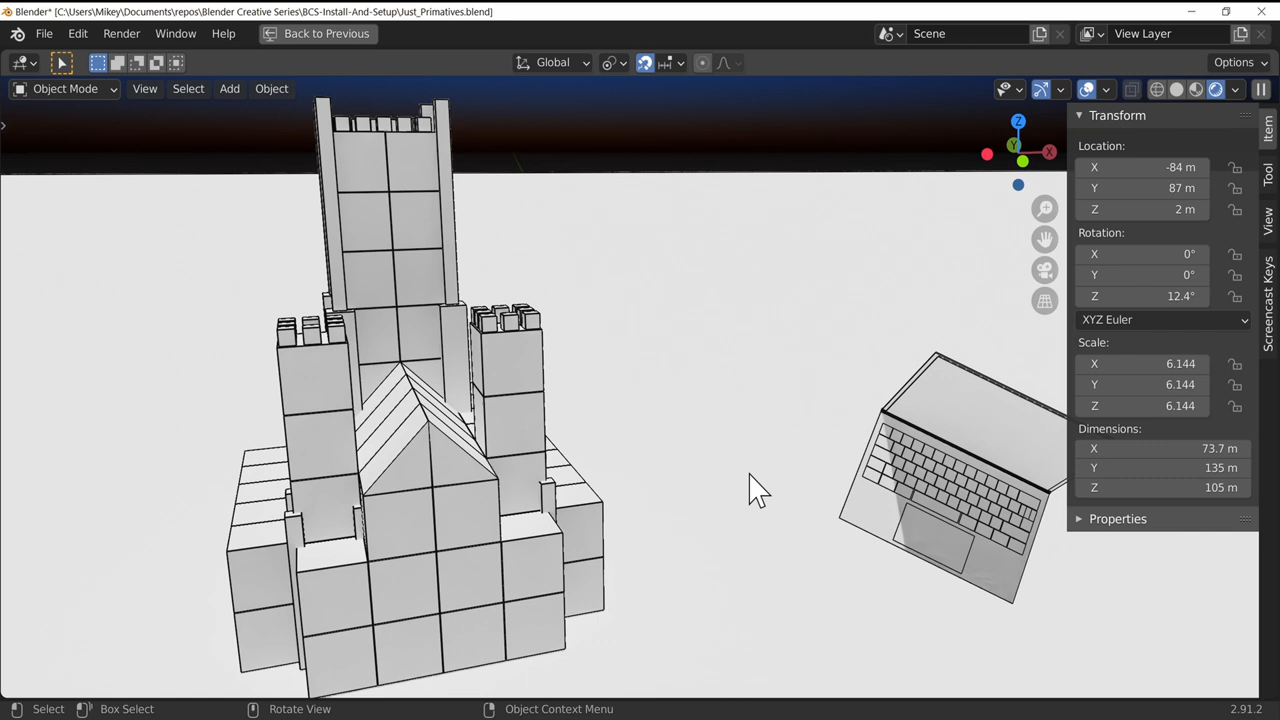 Blender* [C:\Users\Mikey\Documents\repos\Blender Creative Series\BCS-Install-And-Setup\Just_Primatives.blend]
File Edit Render Window Help Back to Previous Scene View Layer
Global Options
Object Mode View Select Add Object
Z
Y
X
Transform
Location:
X -84 m
Y 87 m
Z 2 m
Rotation:
X 0°
Y 0°
Z 12.4°
XYZ Euler
Scale:
X 6.144
Y 6.144
Z 6.144
Dimensions:
X 73.7 m
Y 135 m
Z 105 m
Properties
Item
Tool
View
Screencast Keys
Select Box Select Rotate View Object Context Menu 2.91.2